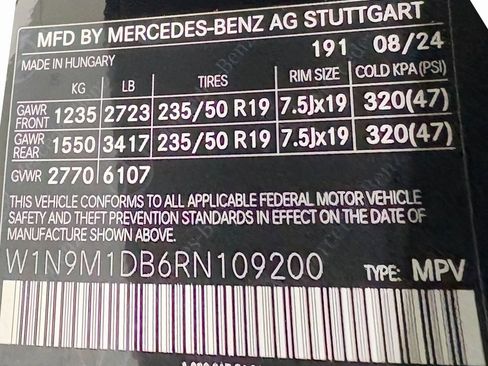 MFD BY MERCEDES-BENZ AG STUTTGART
MADE IN HUNGARY 191 08/24
KG LB TIRES RIM SIZE COLD KPA(PSI)
GAWR FRONT 1235 2723 235/50 R19 7.5Jx19 320(47)
GAWR REAR 1550 3417 235/50 R19 7.5Jx19 320(47)
GVWR 2770 6107
THIS VEHICLE CONFORMS TO ALL APPLICABLE FEDERAL MOTOR VEHICLE
SAFETY AND THEFT PREVENTION STANDARDS IN EFFECT ON THE DATE OF
MANUFACTURE SHOWN ABOVE.
W1N9M1DB6RN109200 TYPE: MPV